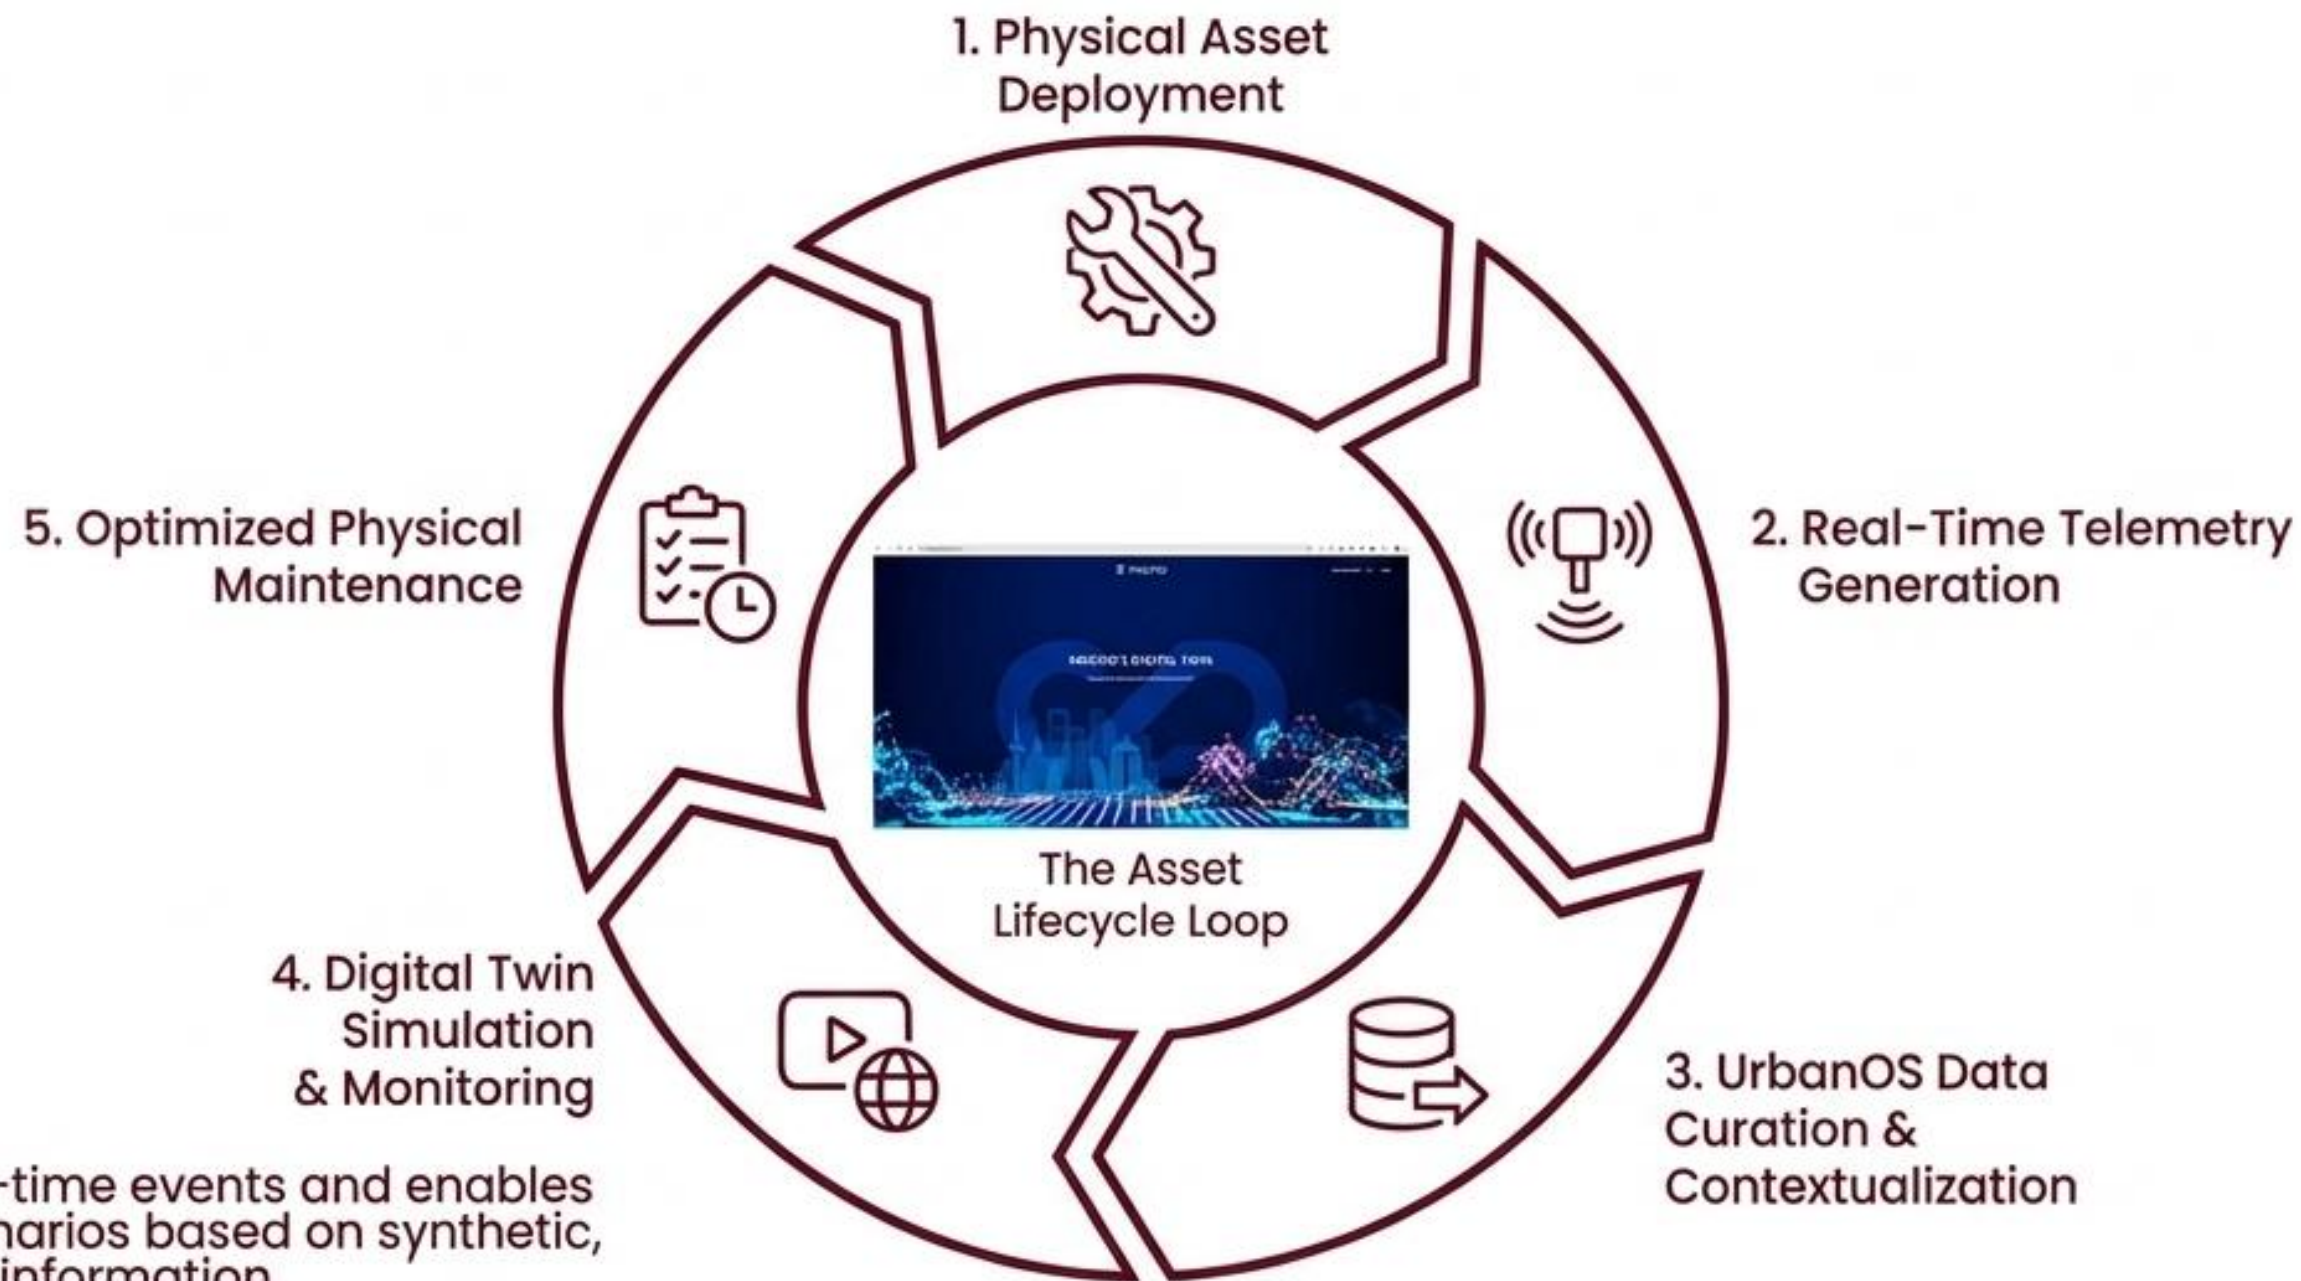 1. Physical Asset
Deployment
2. Real-Time Telemetry
Generation
3. UrbanOS Data
Curation &
Contextualization
4. Digital Twin
Simulation
& Monitoring
-time events and enables
narios based on synthetic,
information
5. Optimized Physical
Maintenance
The Asset
Lifecycle Loop